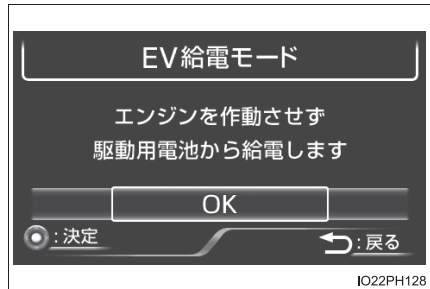 EV給電モード
エンジンを作動させず
駆動用電池から給電します
OK
:決定
:戻る
IO22PH128